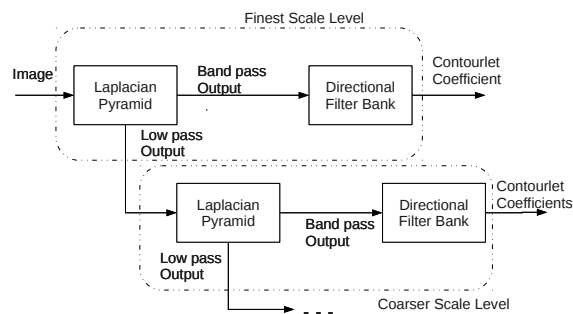 Finest Scale Level
Image
Laplacian
Pyramid
Band pass
Output
Directional
Filter Bank
Contourlet
Coefficient
Low pass
Output
Laplacian
Pyramid
Band pass
Output
Directional
Filter Bank
Contourlet
Coefficients
Low pass
Output
- - -
Coarser Scale Level